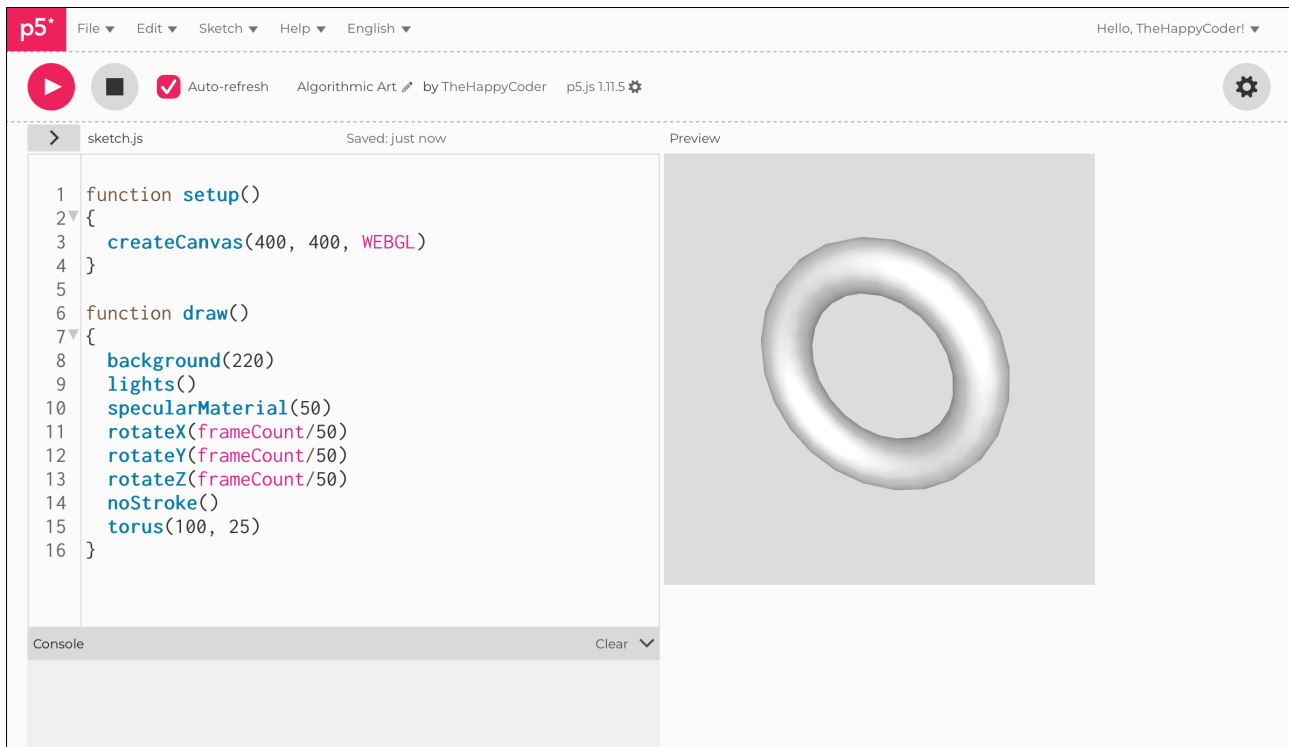 p5* File Edit Sketch Help English Hello, TheHappyCoder!
Auto-refresh Algorithmic Art by TheHappyCoder p5.js 1.11.5
sketch.js Saved: just now Preview
1 function setup()
2 {
3 createCanvas(400, 400, WEBGL)
4 }
5
6 function draw()
7 {
8 background(220)
9 lights()
10 specularMaterial(50)
11 rotateX(frameCount/50)
12 rotateY(frameCount/50)
13 rotateZ(frameCount/50)
14 noStroke()
15 torus(100, 25)
16 }
Console Clear